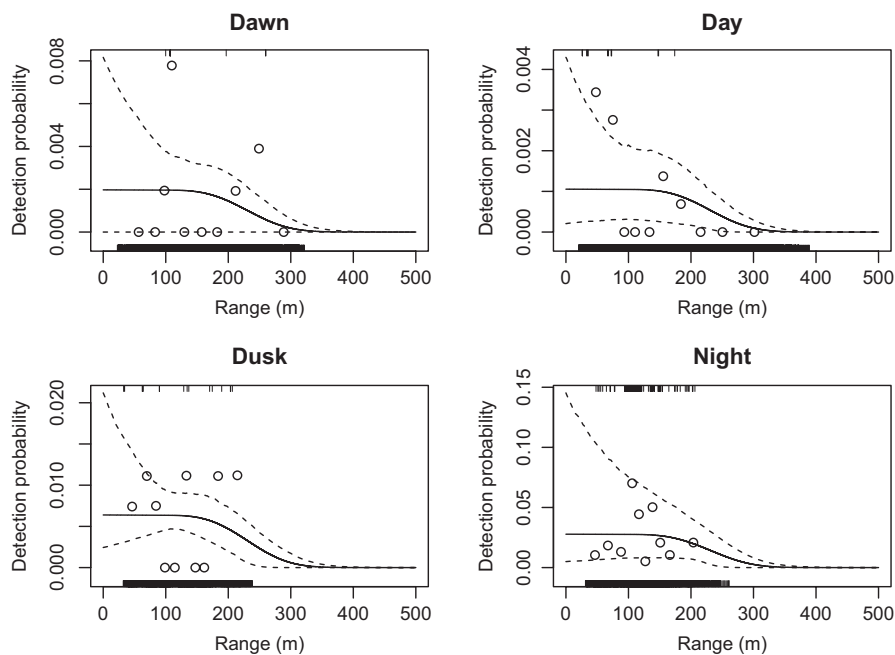 Dawn
Detection probability
0.000 0.004 0.008
0 100 200 300 400 500
Range (m)
Day
Detection probability
0.000 0.002 0.004
0 100 200 300 400 500
Range (m)
Dusk
Detection probability
0.000 0.010 0.020
0 100 200 300 400 500
Range (m)
Night
Detection probability
0.00 0.05 0.10 0.15
0 100 200 300 400 500
Range (m)